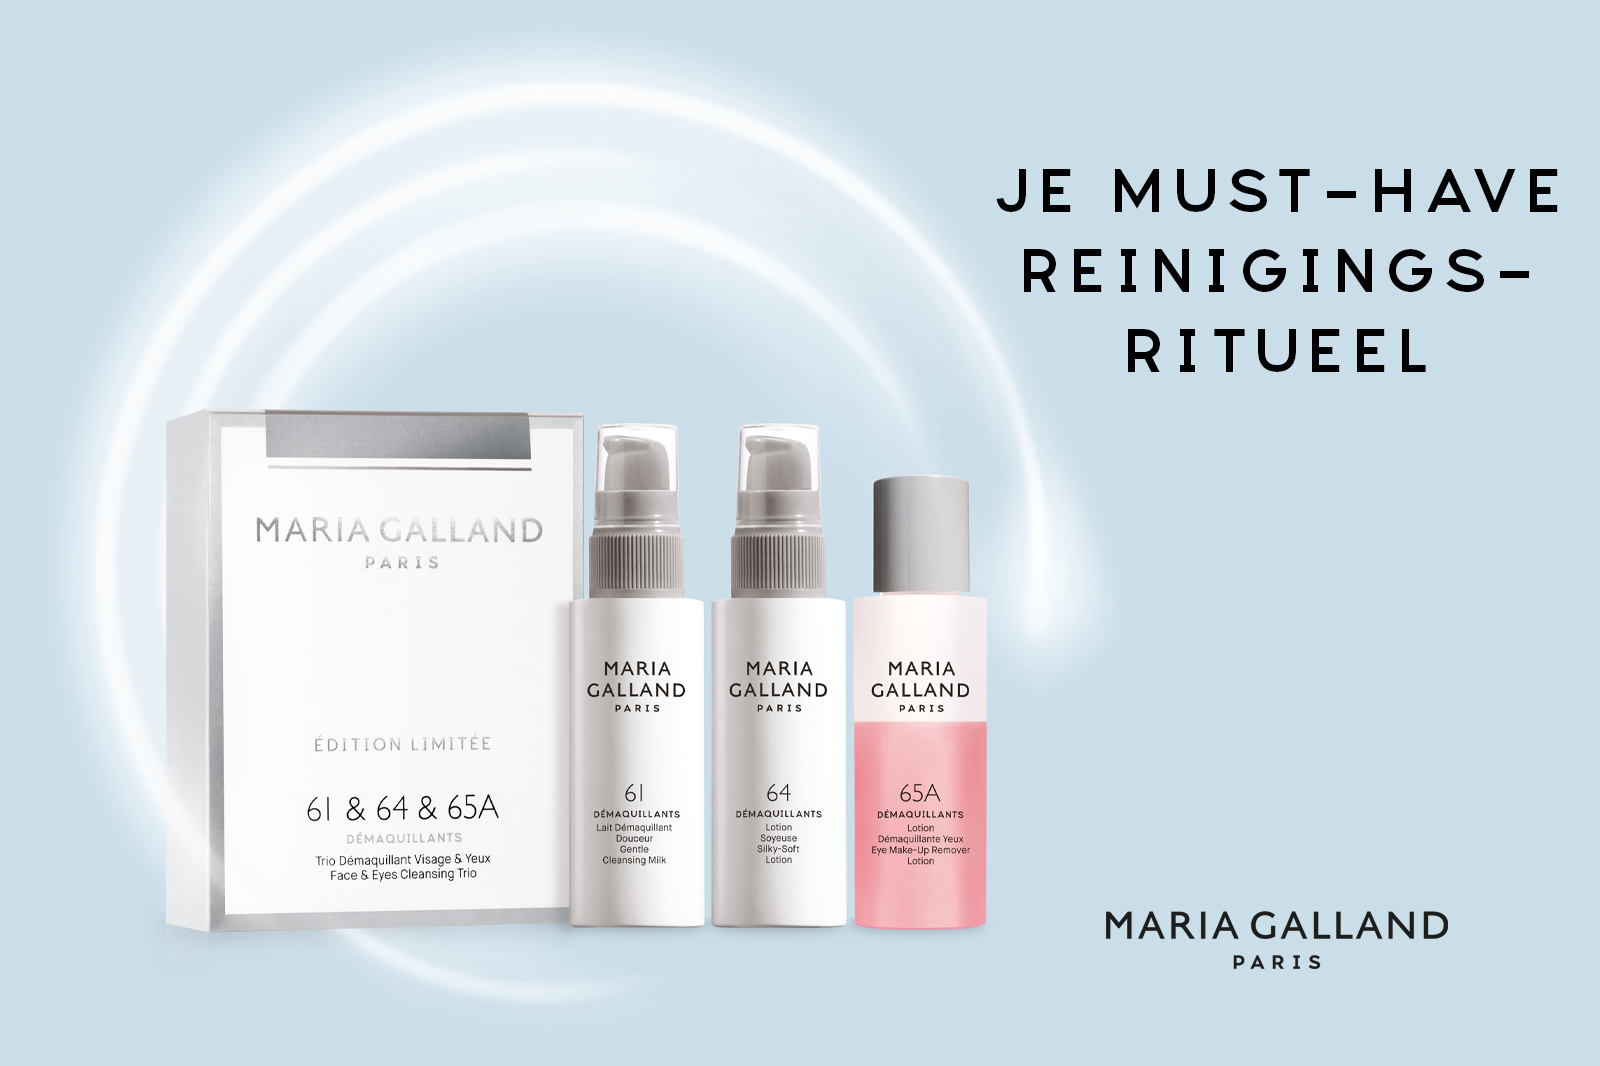 JE MUST-HAVE
REINIGINGS-
RITUEEL
MARIA GALLAND
PARIS
ÉDITION LIMITÉE
61 & 64 & 65A
DÉMAQUILLANTS
Trio Démaquillant Visage & Yeux
Face & Eyes Cleansing Trio
MARIA
GALLAND
PARIS
61
DÉMAQUILLANTS
Lait Démaquillant
Douceur
Gentle
Cleansing Milk
MARIA
GALLAND
PARIS
64
DÉMAQUILLANTS
Lotion
Soyeuse
Silky-Soft
Lotion
MARIA
GALLAND
PARIS
65A
DÉMAQUILLANTS
Lotion
Démaquillante Yeux
Eye Make-Up Remover
Lotion
MARIA GALLAND
PARIS